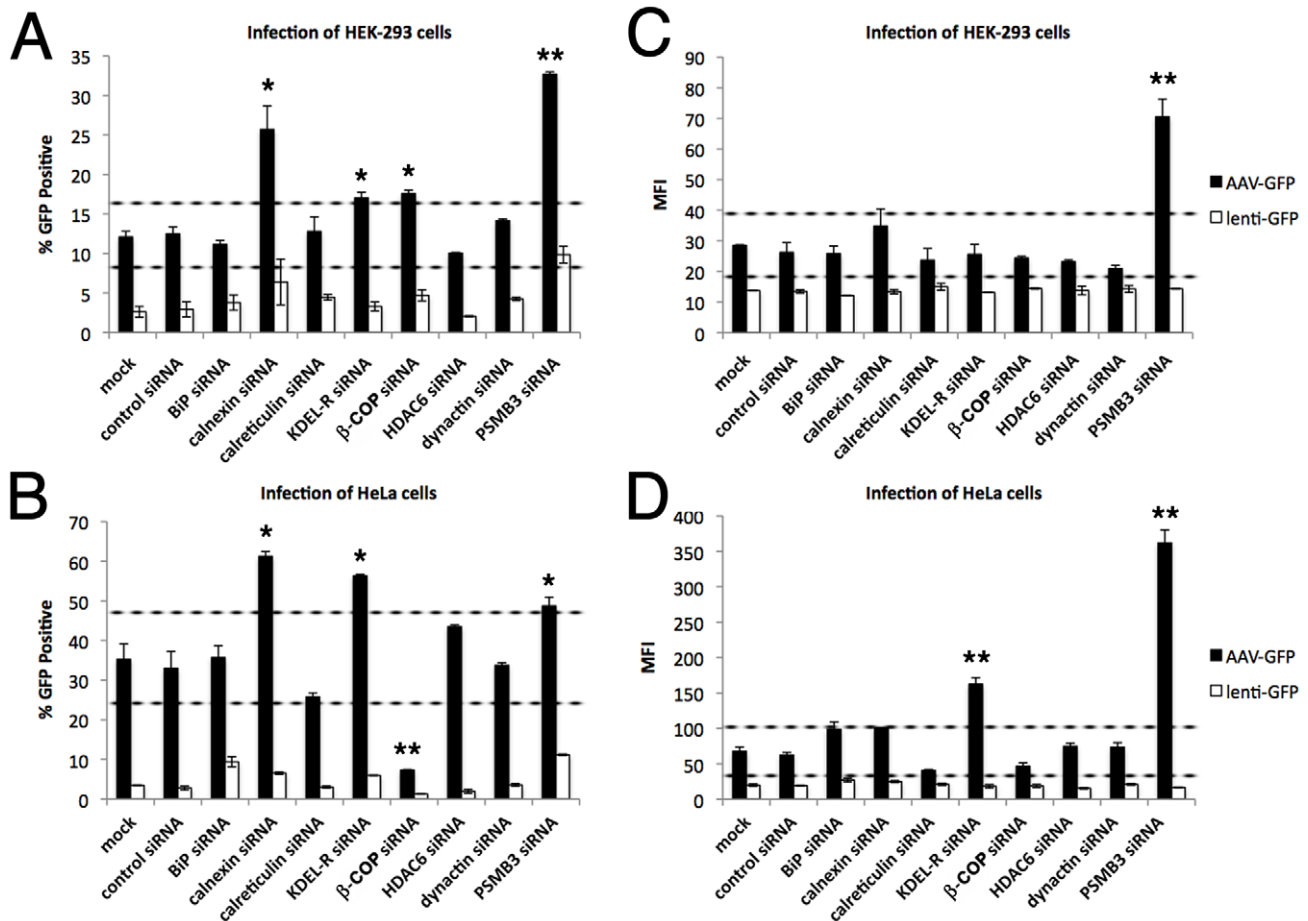 A
Infection of HEK-293 cells
% GFP Positive
35
30
25
20
15
10
5
0
*
*
*
**
mock
control siRNA
BiP siRNA
calnexin siRNA
calreticulin siRNA
KDEL-R siRNA
β-COP siRNA
HDAC6 siRNA
dynactin siRNA
PSMB3 siRNA
C
Infection of HEK-293 cells
MFI
90
80
70
60
50
40
30
20
10
0
**
AAV-GFP
lenti-GFP
mock
control siRNA
BiP siRNA
calnexin siRNA
calreticulin siRNA
KDEL-R siRNA
β-COP siRNA
HDAC6 siRNA
dynactin siRNA
PSMB3 siRNA
B
Infection of HeLa cells
% GFP Positive
70
60
50
40
30
20
10
0
*
*
**
*
mock
control siRNA
BiP siRNA
calnexin siRNA
calreticulin siRNA
KDEL-R siRNA
β-COP siRNA
HDAC6 siRNA
dynactin siRNA
PSMB3 siRNA
D
Infection of HeLa cells
MFI
400
350
300
250
200
150
100
50
0
**
**
AAV-GFP
lenti-GFP
mock
control siRNA
BiP siRNA
calnexin siRNA
calreticulin siRNA
KDEL-R siRNA
β-COP siRNA
HDAC6 siRNA
dynactin siRNA
PSMB3 siRNA